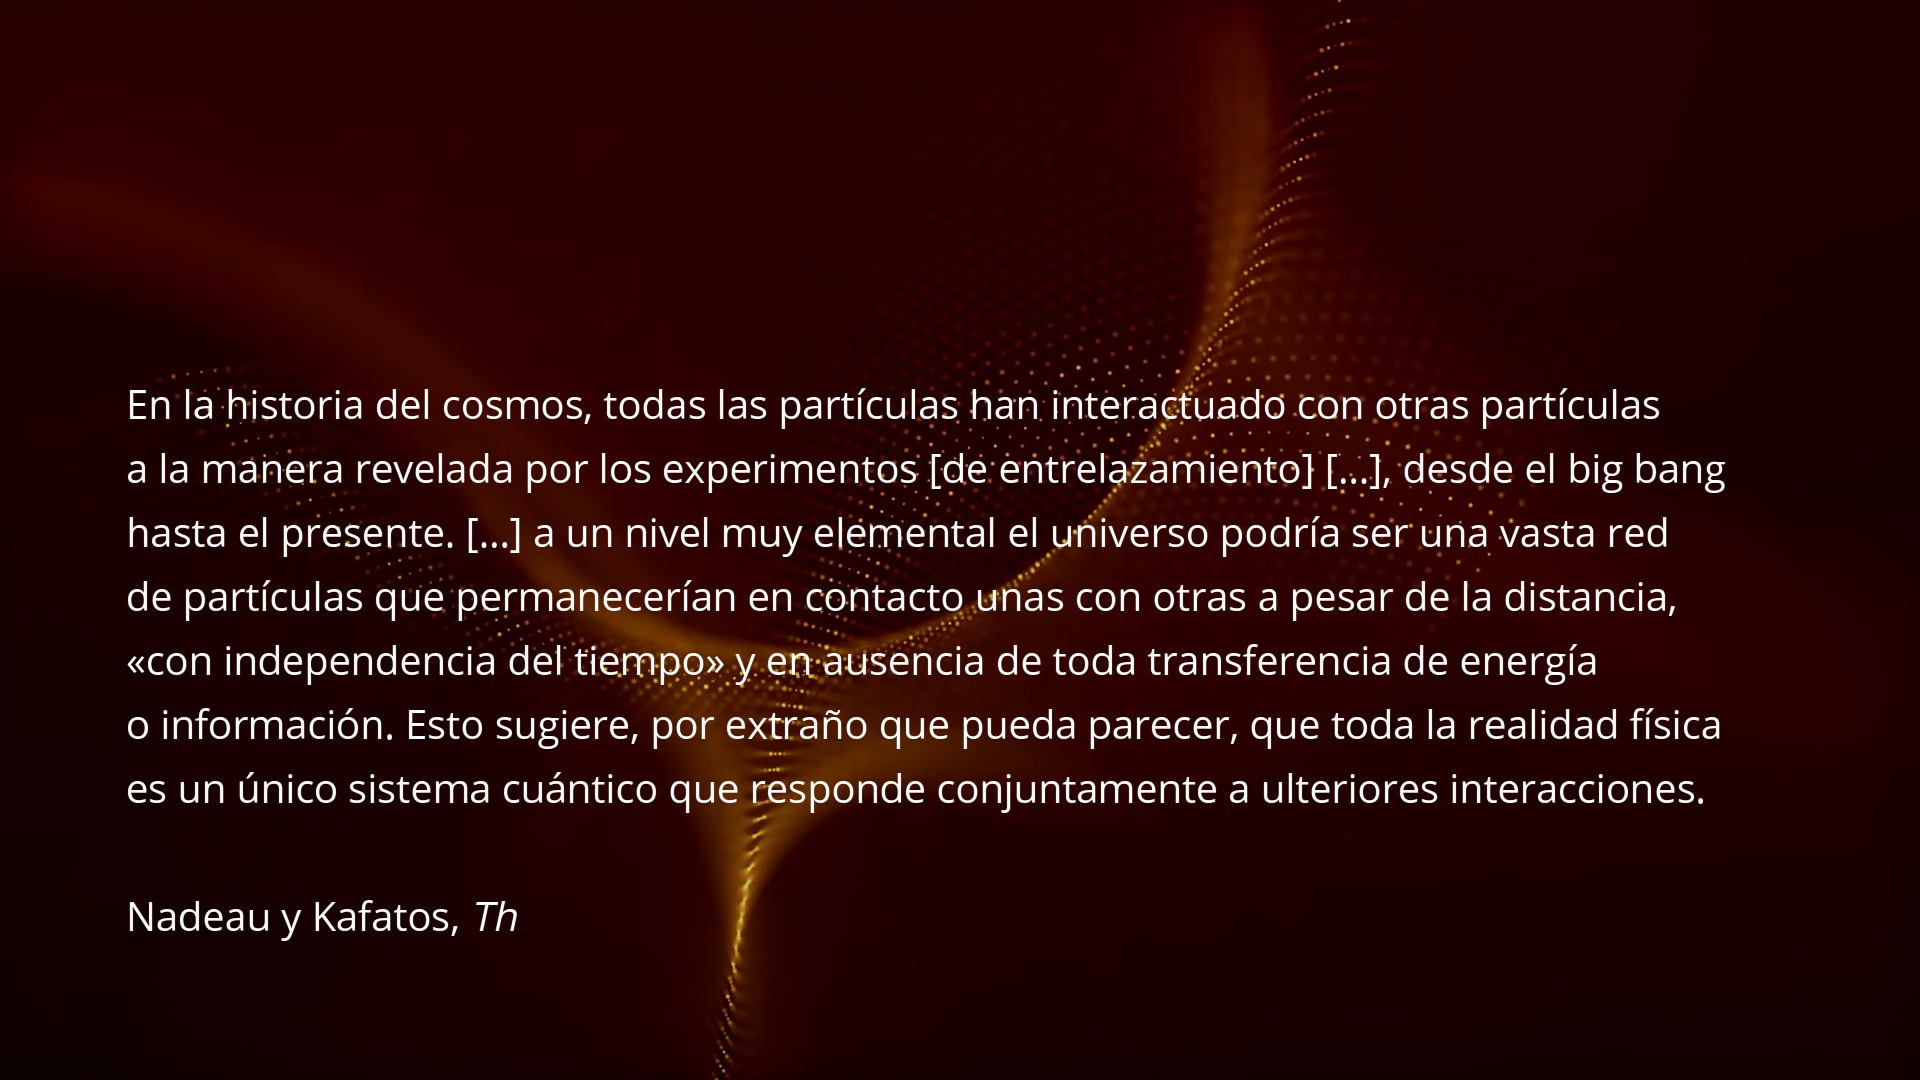 En la historia del cosmos, todas las partículas han interactuado con otras partículas
a la manera revelada por los experimentos [de entrelazamiento] [...], desde el big bang
hasta el presente. [...] a un nivel muy elemental el universo podría ser una vasta red
de partículas que permanecerían en contacto unas con otras a pesar de la distancia,
«con independencia del tiempo» y en ausencia de toda transferencia de energía
o información. Esto sugiere, por extraño que pueda parecer, que toda la realidad física
es un único sistema cuántico que responde conjuntamente a ulteriores interacciones.
Nadeau y Kafatos, Th